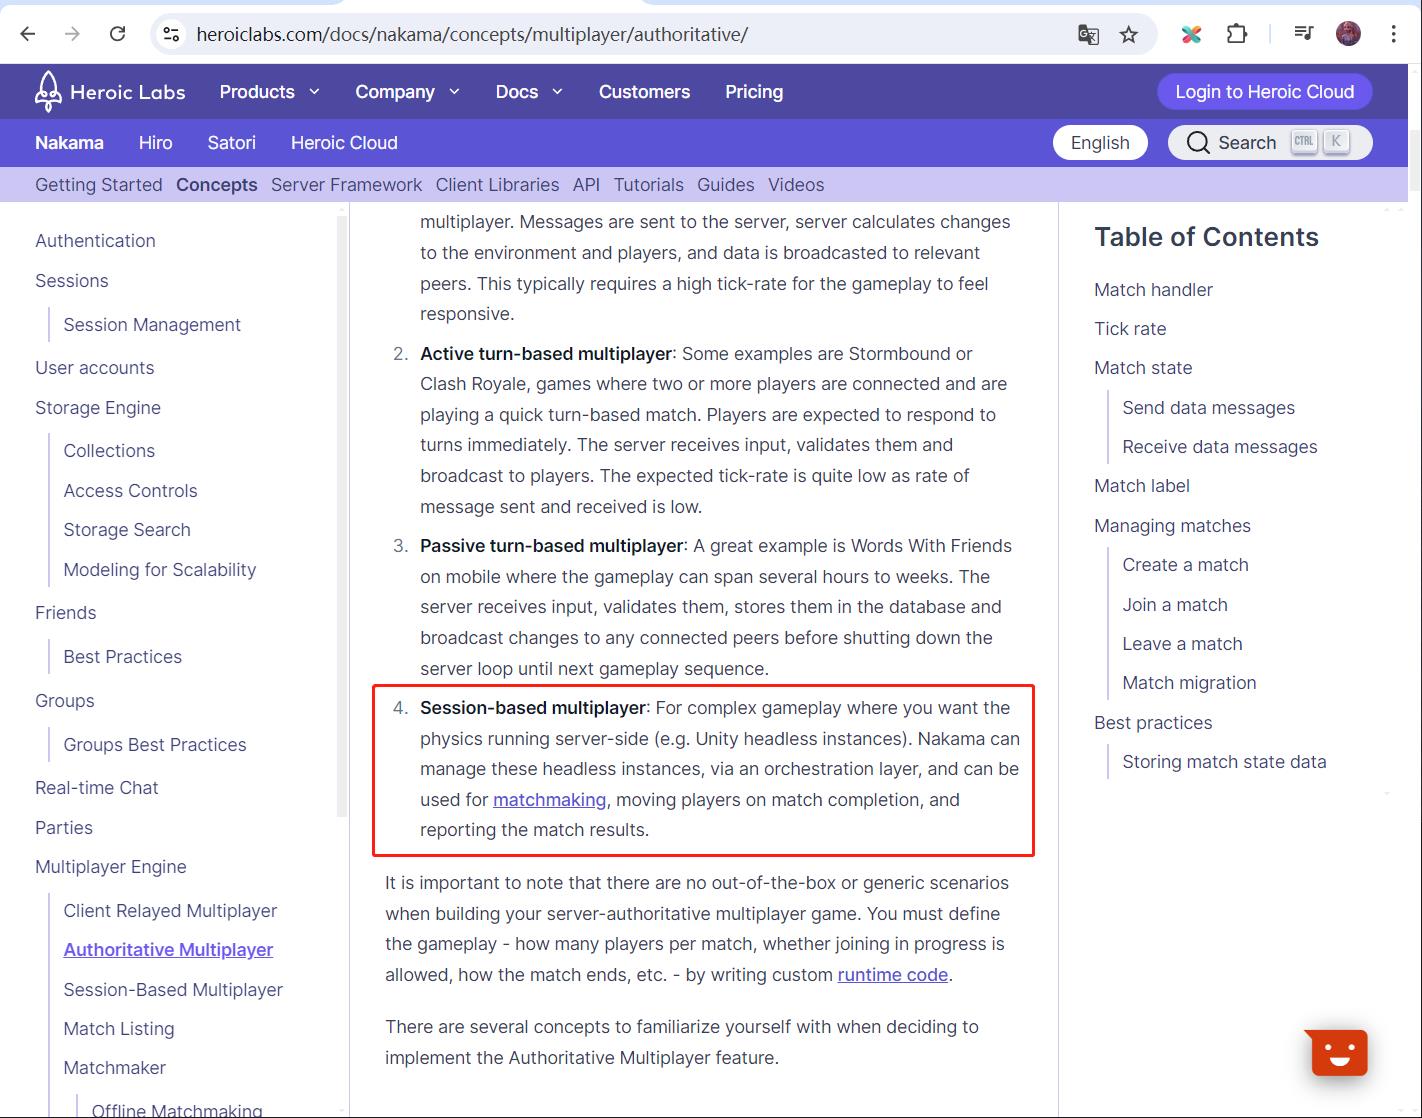 heroiclabs.com/docs/nakama/concepts/multiplayer/authoritative/
Heroic Labs Products Company Docs Customers Pricing Login to Heroic Cloud
Nakama Hiro Satori Heroic Cloud English Search CTRL K
Getting Started Concepts Server Framework Client Libraries API Tutorials Guides Videos
Authentication
Sessions
Session Management
User accounts
Storage Engine
Collections
Access Controls
Storage Search
Modeling for Scalability
Friends
Best Practices
Groups
Groups Best Practices
Real-time Chat
Parties
Multiplayer Engine
Client Relayed Multiplayer
Authoritative Multiplayer
Session-Based Multiplayer
Match Listing
Matchmaker
Offline Matchmaking
multiplayer. Messages are sent to the server, server calculates changes
to the environment and players, and data is broadcasted to relevant
peers. This typically requires a high tick-rate for the gameplay to feel
responsive.
2. Active turn-based multiplayer: Some examples are Stormbound or
Clash Royale, games where two or more players are connected and are
playing a quick turn-based match. Players are expected to respond to
turns immediately. The server receives input, validates them and
broadcast to players. The expected tick-rate is quite low as rate of
message sent and received is low.
3. Passive turn-based multiplayer: A great example is Words With Friends
on mobile where the gameplay can span several hours to weeks. The
server receives input, validates them, stores them in the database and
broadcast changes to any connected peers before shutting down the
server loop until next gameplay sequence.
4. Session-based multiplayer: For complex gameplay where you want the
physics running server-side (e.g. Unity headless instances). Nakama can
manage these headless instances, via an orchestration layer, and can be
used for matchmaking, moving players on match completion, and
reporting the match results.
It is important to note that there are no out-of-the-box or generic scenarios
when building your server-authoritative multiplayer game. You must define
the gameplay - how many players per match, whether joining in progress is
allowed, how the match ends, etc. - by writing custom runtime code.
There are several concepts to familiarize yourself with when deciding to
implement the Authoritative Multiplayer feature.
Table of Contents
Match handler
Tick rate
Match state
Send data messages
Receive data messages
Match label
Managing matches
Create a match
Join a match
Leave a match
Match migration
Best practices
Storing match state data